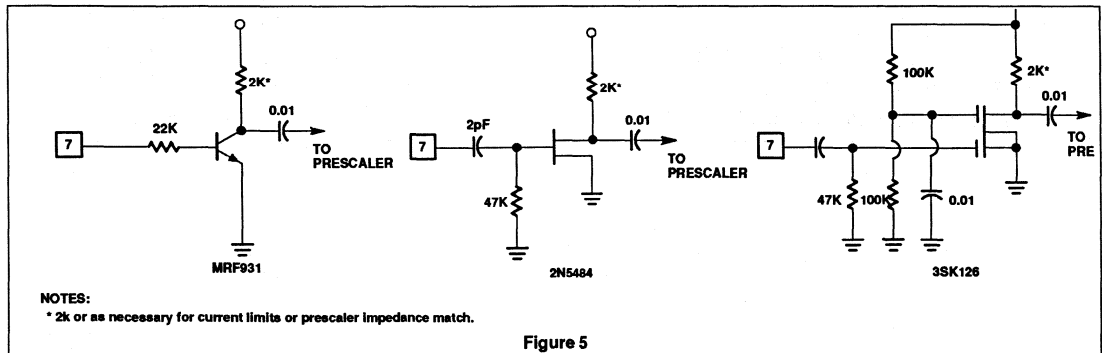 2K*
0.01
22K
7
TO
PRESCALER
MRF931
2K*
0.01
2pF
7
TO
PRESCALER
47K
2N5484
100K
2K*
0.01
7
TO
PRE
47K
100K
0.01
3SK126
NOTES:
* 2k or as necessary for current limits or prescaler impedance match.
Figure 5